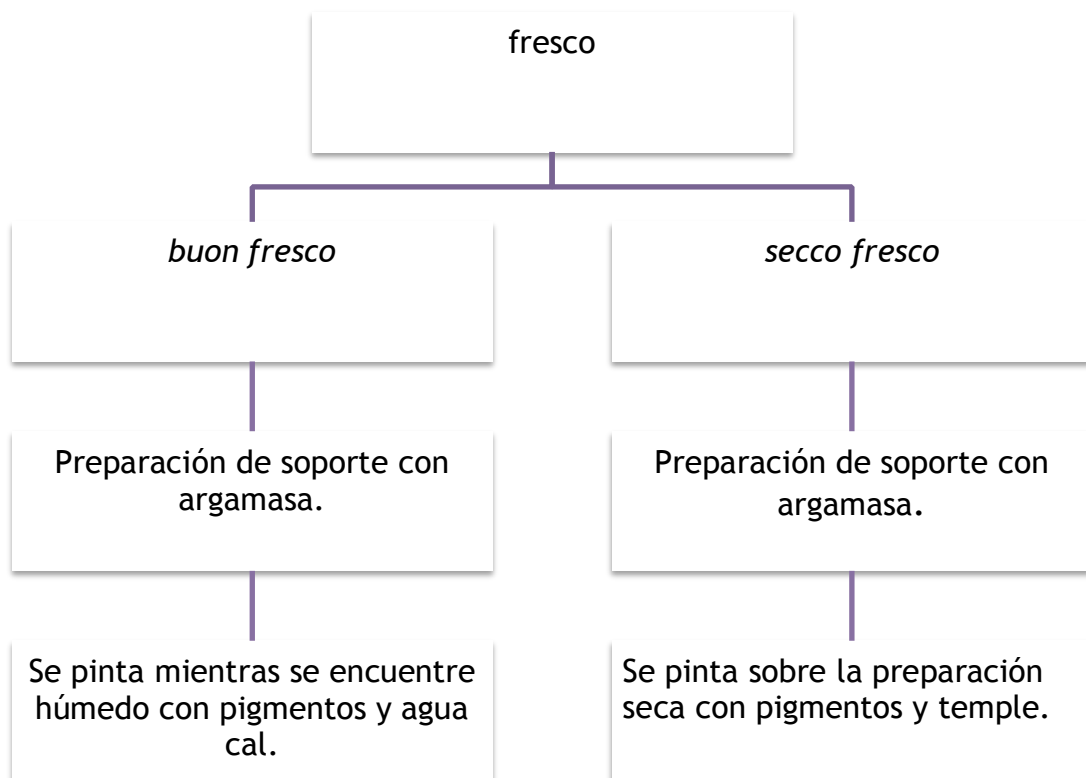 fresco
buon fresco
secco fresco
Preparación de soporte con
argamasa.
Preparación de soporte con
argamasa.
Se pinta mientras se encuentre
húmedo con pigmentos y agua
cal.
Se pinta sobre la preparación
seca con pigmentos y temple.